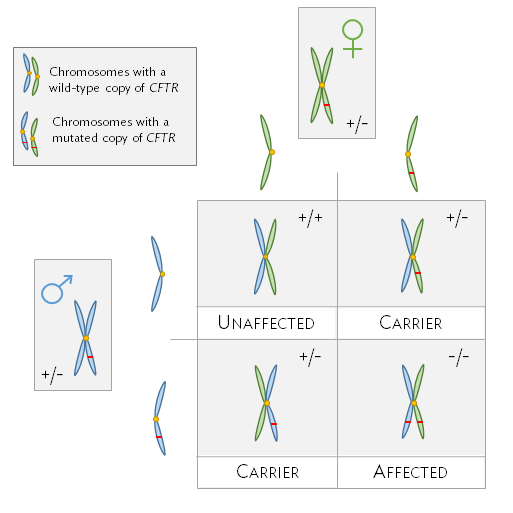 Chromosomes with a
wild-type copy of CFTR
Chromosomes with a
mutated copy of CFTR
+/-
+/+
+/-
UNAFFECTED
CARRIER
+/-
+/-
-/-
CARRIER
AFFECTED